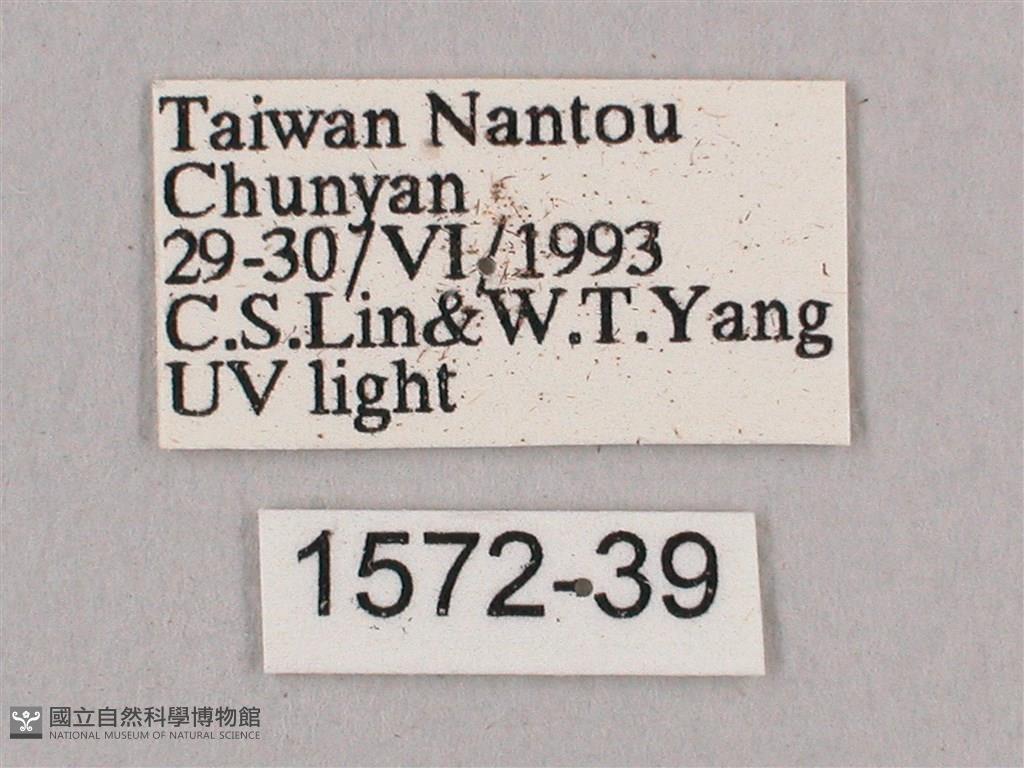 Taiwan Nantou
Chunyan
29-30/VI/1993
C.S.Lin&W.T.Yang
UV light
1572-39
國立自然科學博物館
NATIONAL MUSEUM OF NATURAL SCIENCE